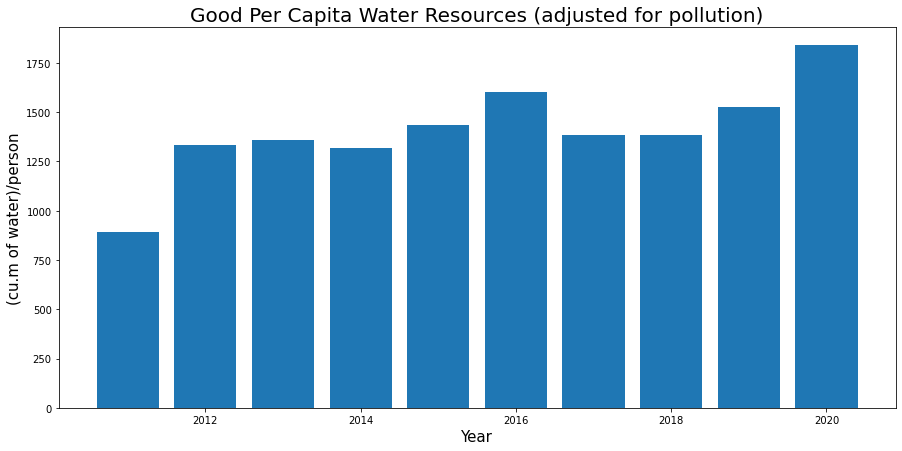 Good Per Capita Water Resources (adjusted for pollution)
(cu.m of water)/person
1750
1500
1250
1000
750
500
250
0
2012 2014 2016 2018 2020
Year